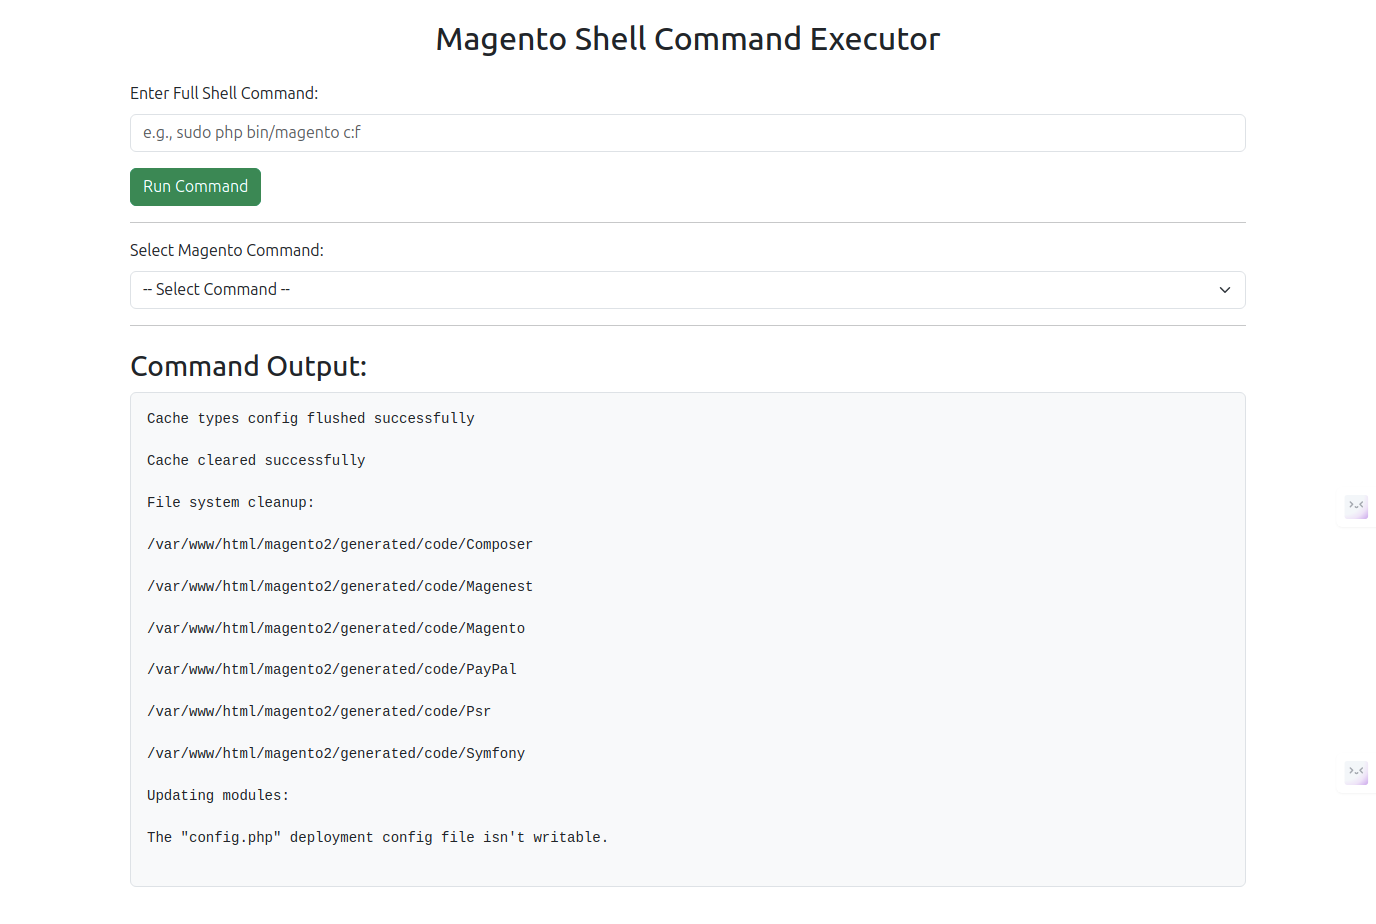 Magento Shell Command Executor
Enter Full Shell Command:
e.g., sudo php bin/magento c:f
Run Command
Select Magento Command:
-- Select Command --
Command Output:
Cache types config flushed successfully
Cache cleared successfully
File system cleanup:
/var/www/html/magento2/generated/code/Composer
/var/www/html/magento2/generated/code/Magenest
/var/www/html/magento2/generated/code/Magento
/var/www/html/magento2/generated/code/PayPal
/var/www/html/magento2/generated/code/Psr
/var/www/html/magento2/generated/code/Symfony
Updating modules:
The "config.php" deployment config file isn't writable.